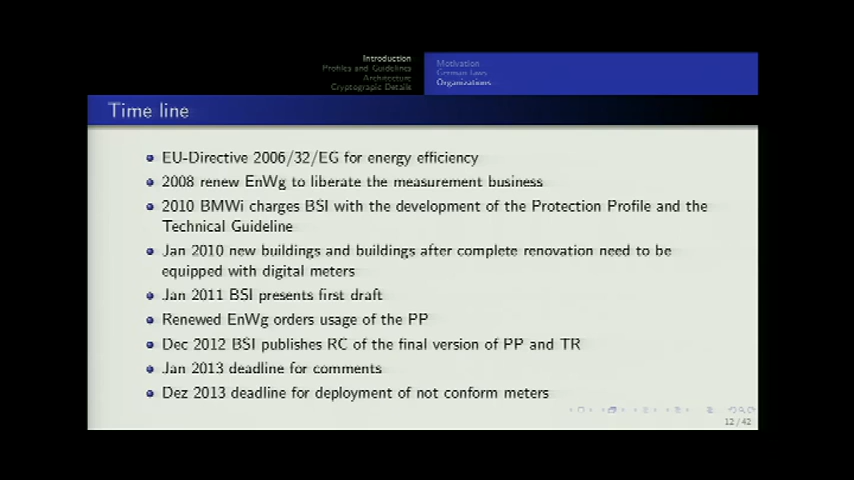 Introduction
Profiles and Guidelines
Architecture
Cryptograpic Details
Motivation
German laws
Organizations
Time line
EU-Directive 2006/32/EG for energy efficiency
2008 renew EnWg to liberate the measurement business
2010 BMWi charges BSI with the development of the Protection Profile and the
Technical Guideline
Jan 2010 new buildings and buildings after complete renovation need to be
equipped with digital meters
Jan 2011 BSI presents first draft
Renewed EnWg orders usage of the PP
Dec 2012 BSI publishes RC of the final version of PP and TR
Jan 2013 deadline for comments
Dez 2013 deadline for deployment of not conform meters
12 / 42